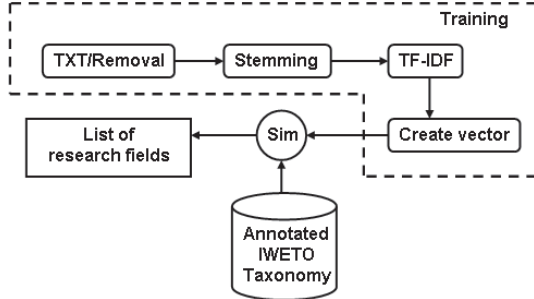 Training
TXT/Removal
Stemming
TF-IDF
List of
research fields
Sim
Create vector
Annotated
IWETO
Taxonomy